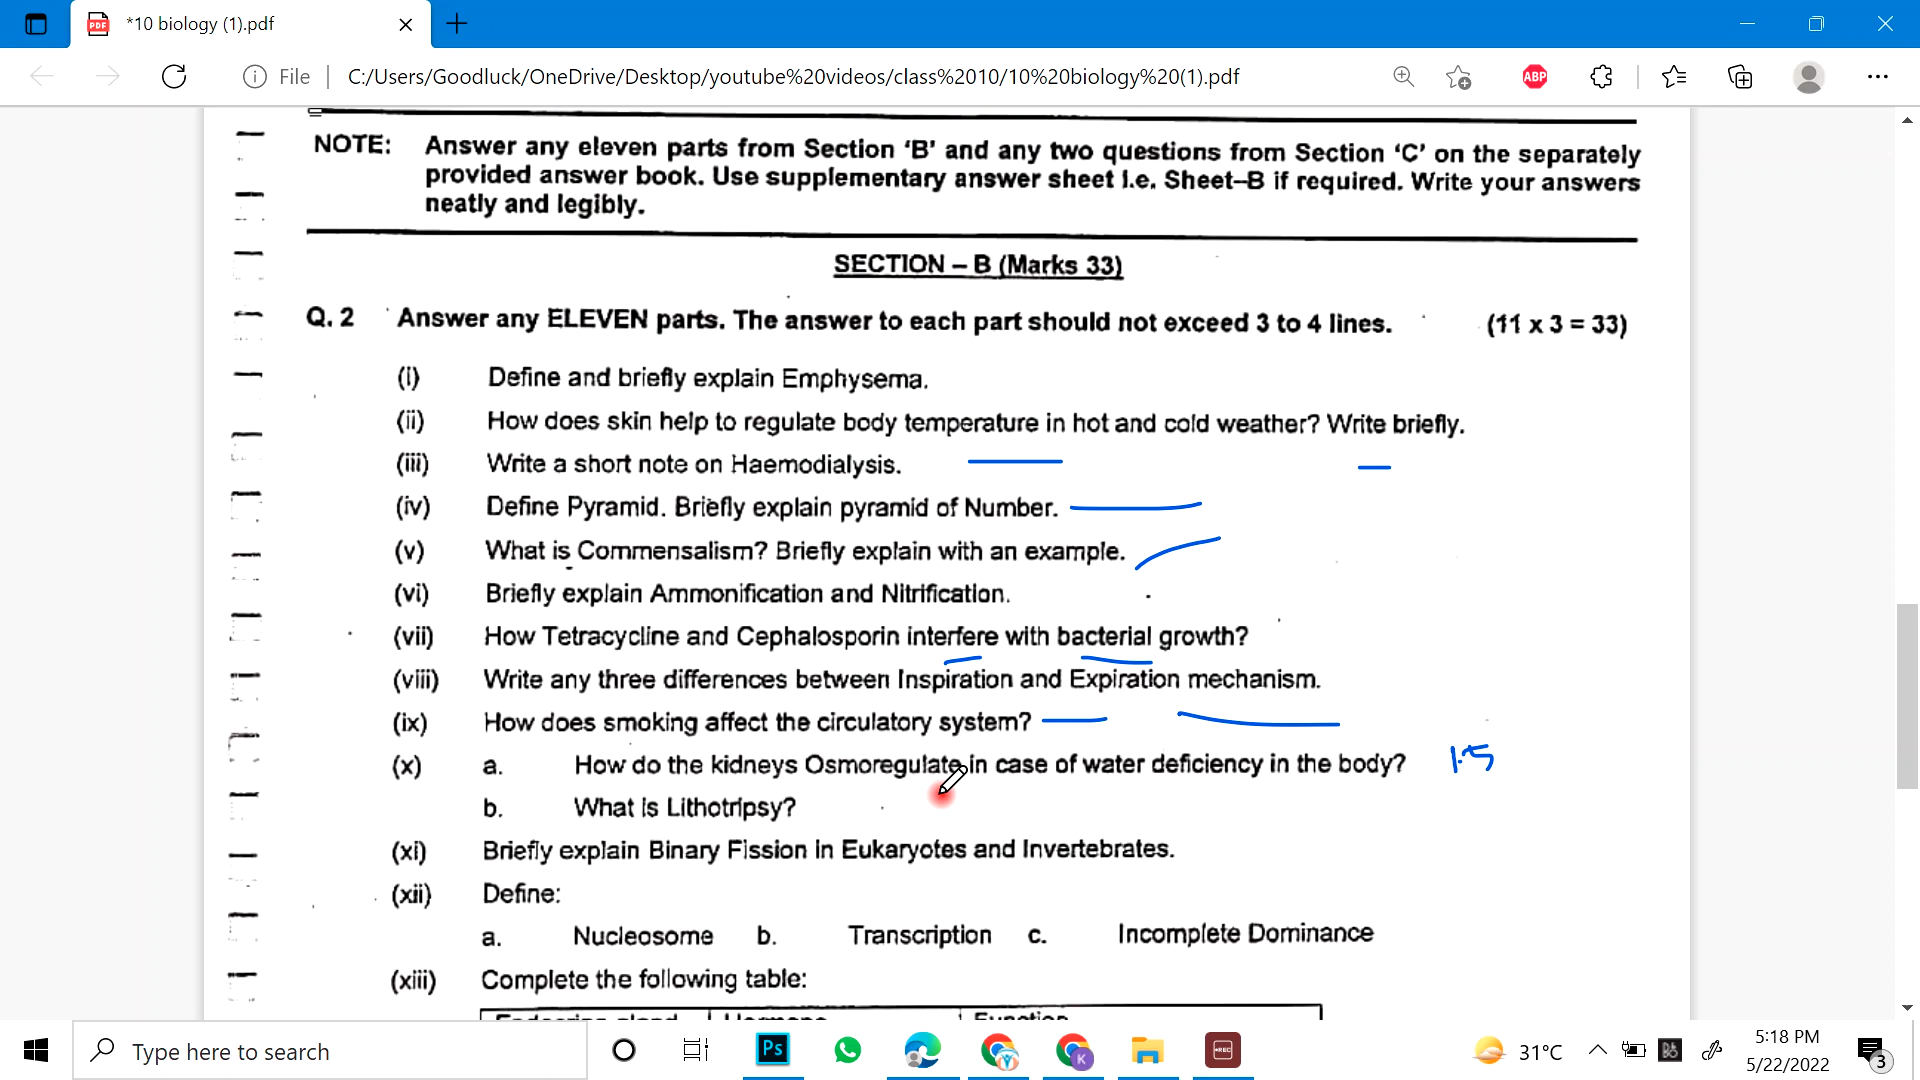 *10 biology (1).pdf
File
C:/Users/Goodluck/OneDrive/Desktop/youtube%20videos/class%2010/10%20biology%20(1).pdf
ABP
NOTE: Answer any eleven parts from Section ‘B’ and any two questions from Section ‘C’ on the separately
provided answer book. Use supplementary answer sheet i.e. Sheet–B if required. Write your answers
neatly and legibly.
SECTION – B (Marks 33)
Q. 2 Answer any ELEVEN parts. The answer to each part should not exceed 3 to 4 lines. (11 x 3 = 33)
(i) Define and briefly explain Emphysema.
(ii) How does skin help to regulate body temperature in hot and cold weather? Write briefly.
(iii) Write a short note on Haemodialysis.
(iv) Define Pyramid. Briefly explain pyramid of Number.
(v) What is Commensalism? Briefly explain with an example.
(vi) Briefly explain Ammonification and Nitrification.
(vii) How Tetracycline and Cephalosporin interfere with bacterial growth?
(viii) Write any three differences between Inspiration and Expiration mechanism.
(ix) How does smoking affect the circulatory system?
(x) a. How do the kidneys Osmoregulate in case of water deficiency in the body? 1.5
b. What is Lithotripsy?
(xi) Briefly explain Binary Fission in Eukaryotes and Invertebrates.
(xii) Define:
a. Nucleosome b. Transcription c. Incomplete Dominance
(xiii) Complete the following table:
Endocrine gland Hormone Function
Type here to search
Ps
K
REC
31°C
5:18 PM
5/22/2022
3